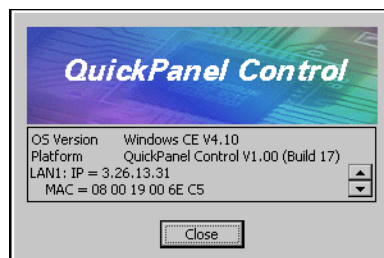 QuickPanel Control
OS Version Windows CE V4.10
Platform QuickPanel Control V1.00 (Build 17)
LAN1: IP = 3.26.13.31
MAC = 08 00 19 00 6E C5
Close